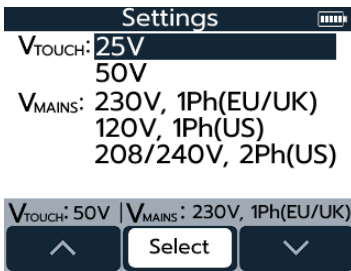 Settings
VTOUCH: 25V
50V
VMAINS: 230V, 1Ph(EU/UK)
120V, 1Ph(US)
208/240V, 2Ph(US)
VTOUCH: 50V | VMAINS: 230V, 1Ph(EU/UK)
Select